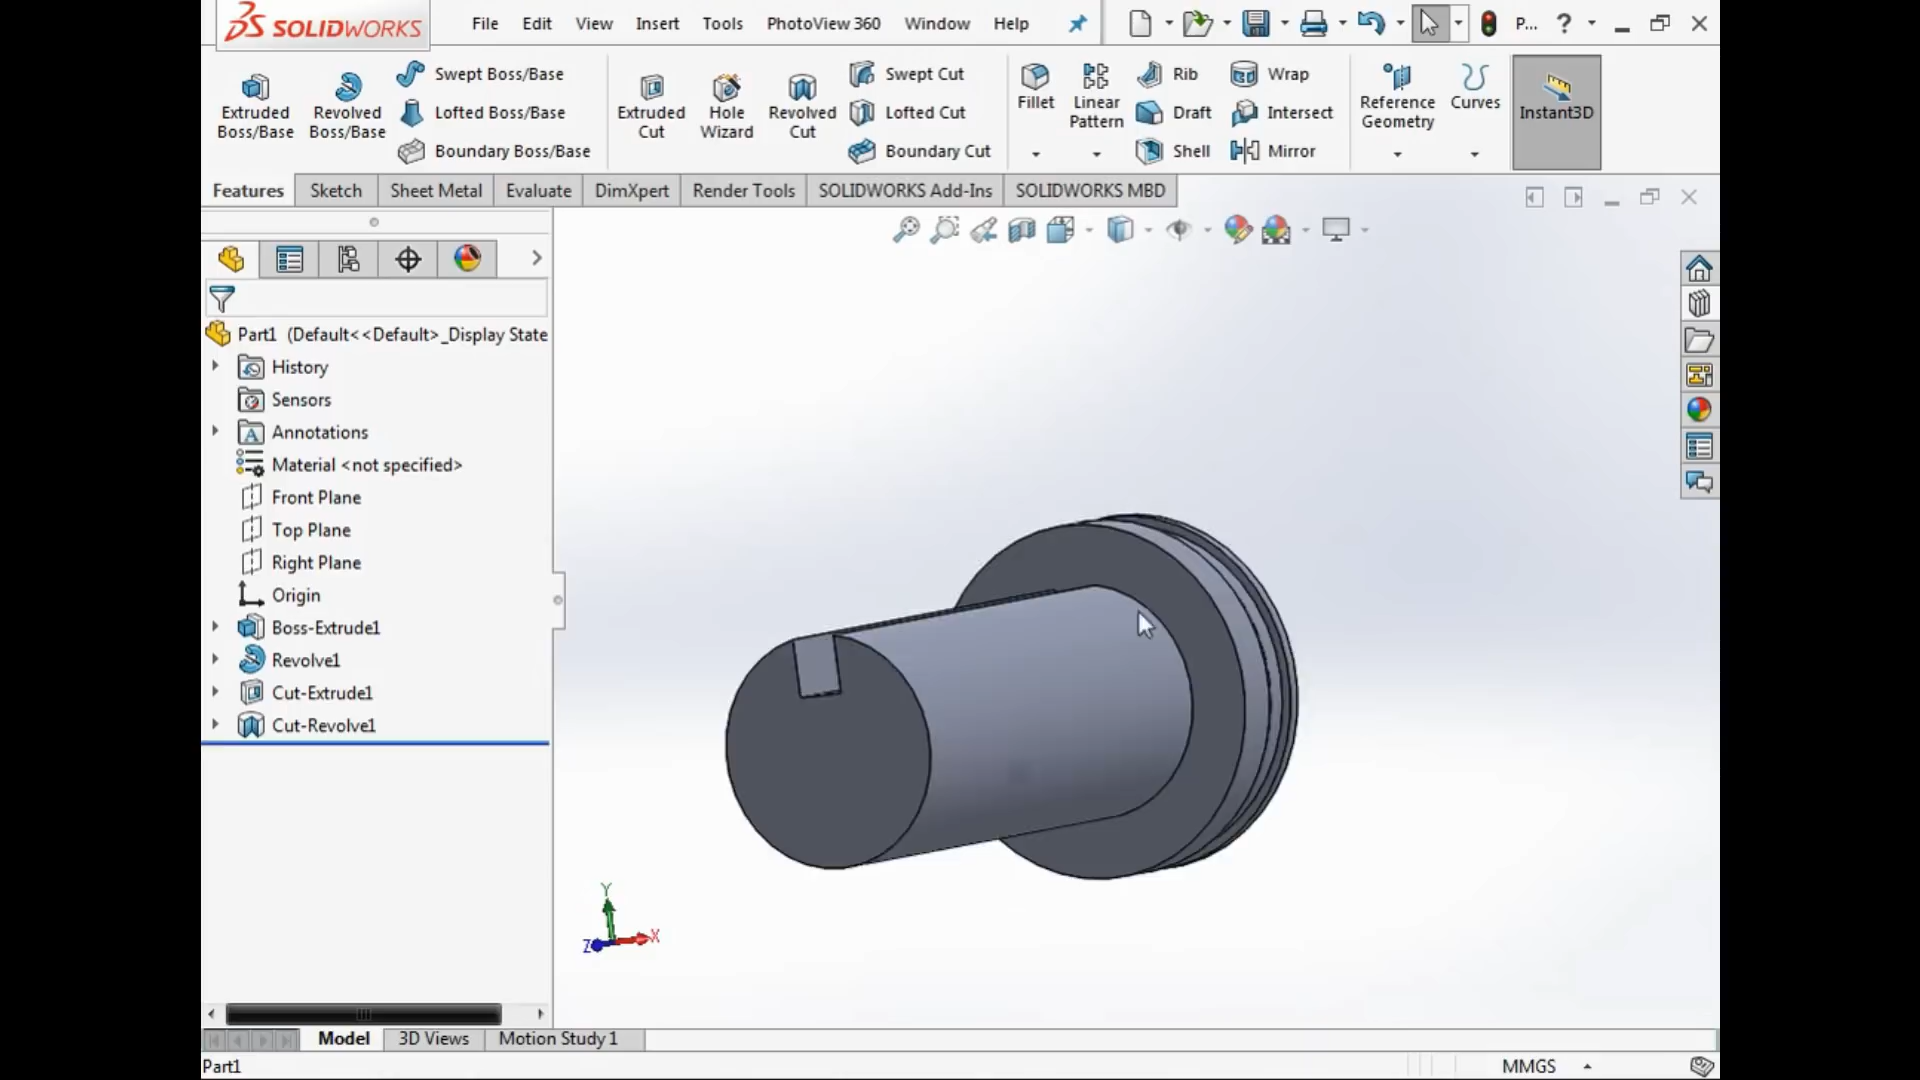 SOLIDWORKS File Edit View Insert Tools PhotoView 360 Window Help P... ?
Extruded Boss/Base
Revolved Boss/Base
Swept Boss/Base
Lofted Boss/Base
Boundary Boss/Base
Extruded Cut
Hole Wizard
Revolved Cut
Swept Cut
Lofted Cut
Boundary Cut
Fillet
Linear Pattern
Rib
Draft
Shell
Wrap
Intersect
Mirror
Reference Geometry
Curves
Instant3D
Features Sketch Sheet Metal Evaluate DimXpert Render Tools SOLIDWORKS Add-Ins SOLIDWORKS MBD
Part1 (Default<<Default>_Display State
History
Sensors
Annotations
Material <not specified>
Front Plane
Top Plane
Right Plane
Origin
Boss-Extrude1
Revolve1
Cut-Extrude1
Cut-Revolve1
Y
Z X
Model 3D Views Motion Study 1
Part1 MMGS